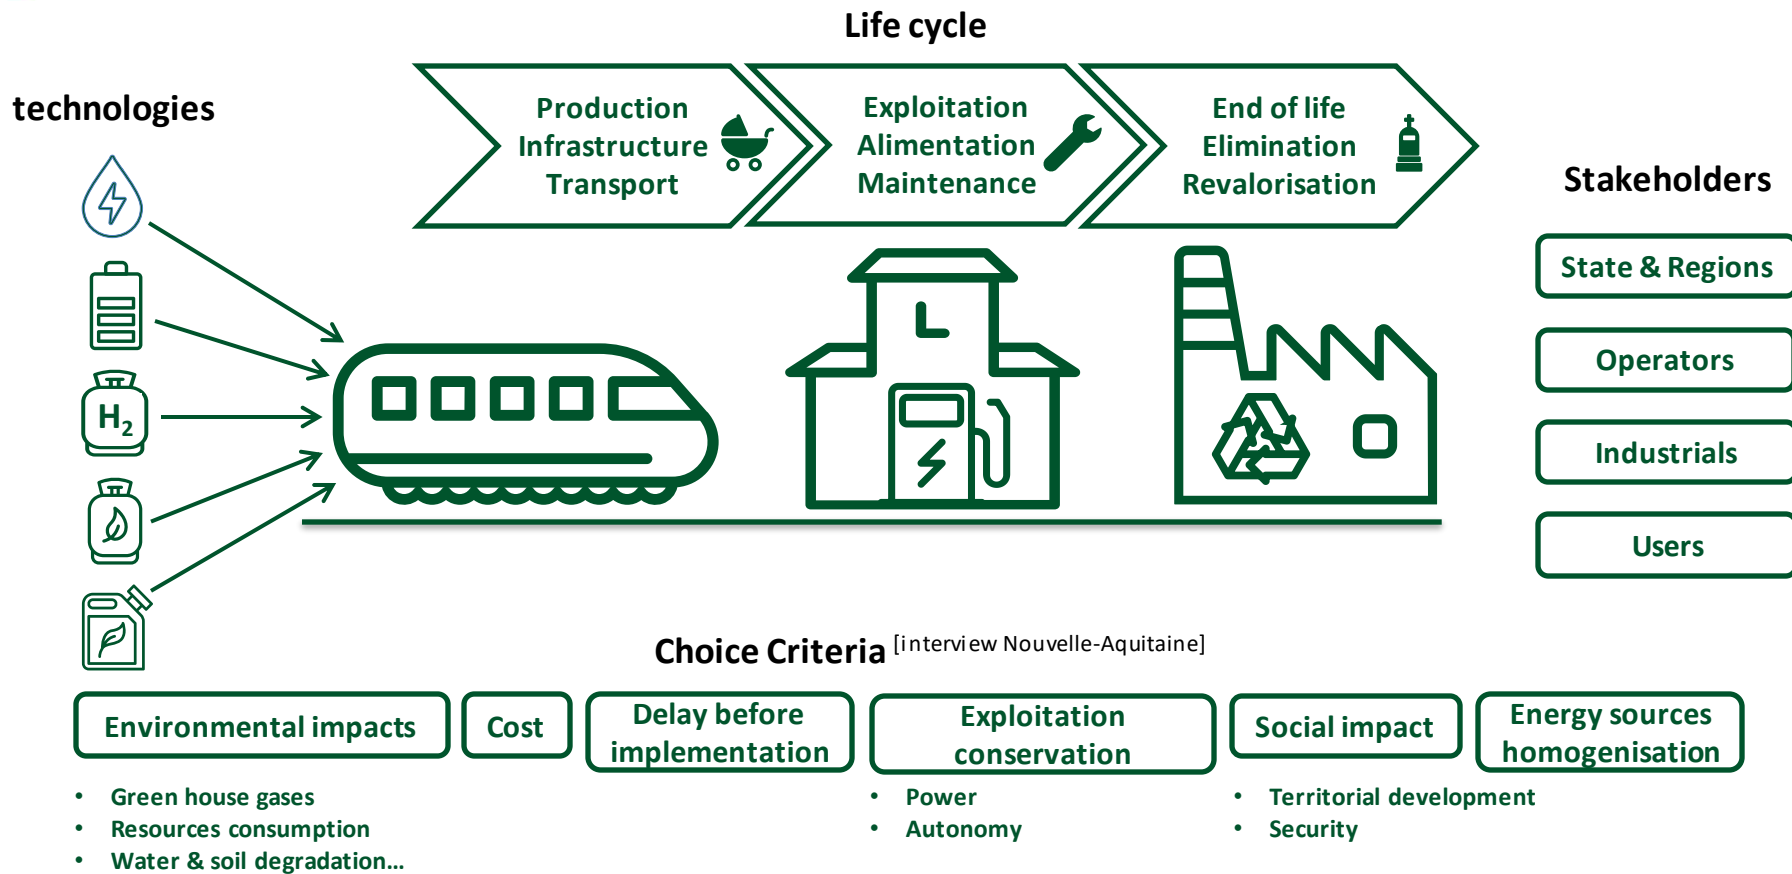 Life cycle
technologies
Production
Infrastructure
Transport
Exploitation
Alimentation
Maintenance
End of life
Elimination
Revalorisation
Stakeholders
State & Regions
Operators
Industrials
Users
H₂
Choice Criteria [interview Nouvelle-Aquitaine]
Environmental impacts
Cost
Delay before
implementation
Exploitation
conservation
Social impact
Energy sources
homogenisation
• Green house gases
• Resources consumption
• Water & soil degradation...
• Power
• Autonomy
• Territorial development
• Security